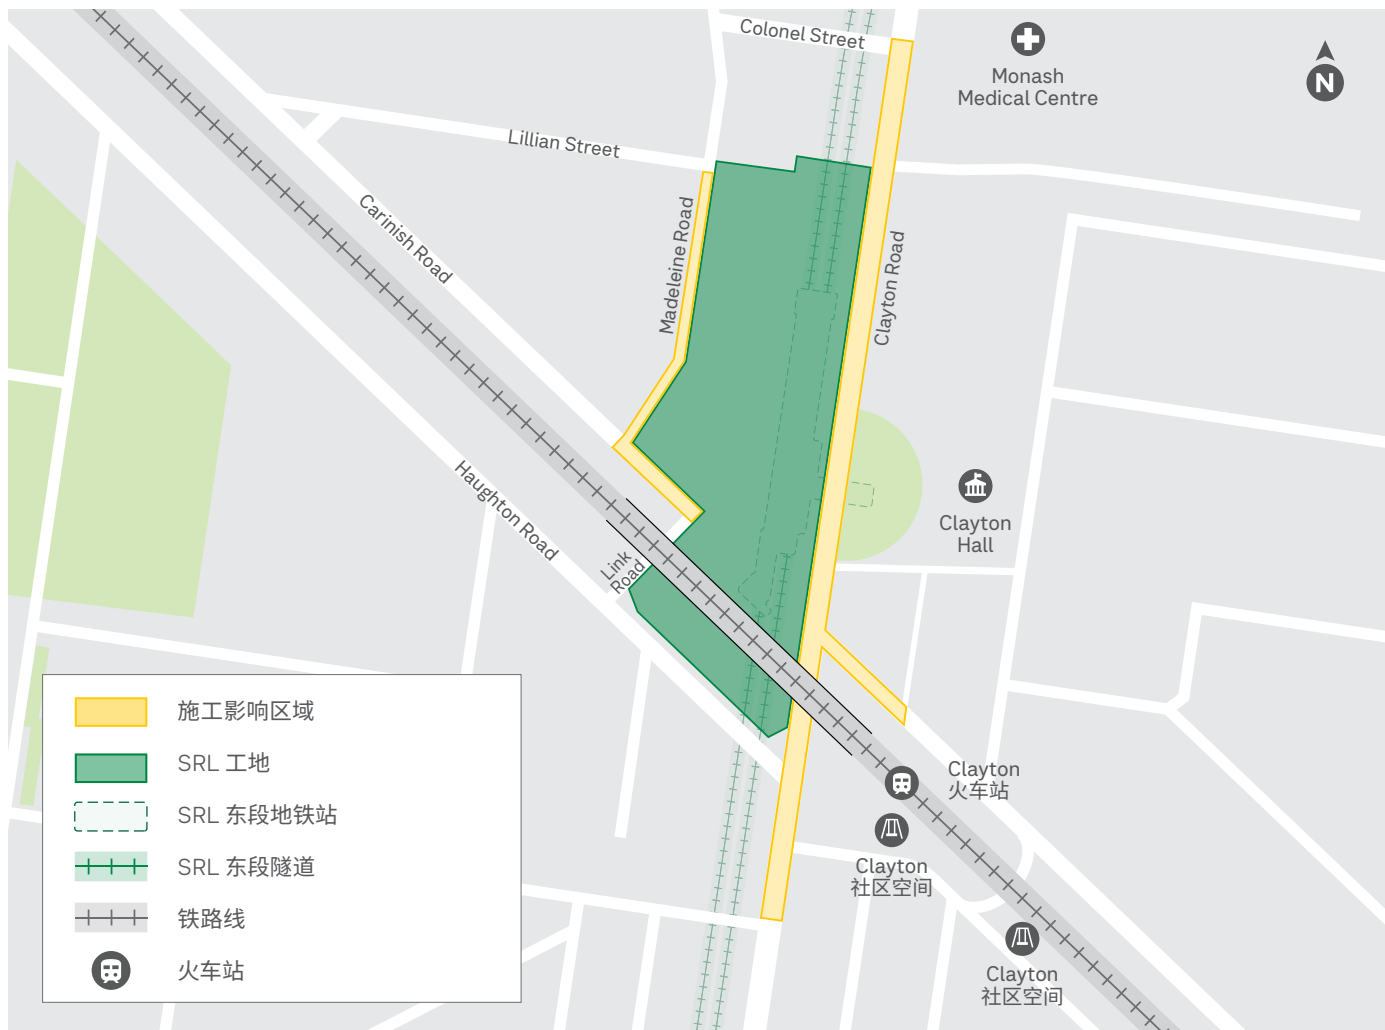 Colonel Street
Monash
Medical Centre
N
Lillian Street
Carinish Road
Madeleine Road
Clayton Road
Haughton Road
Link
Road
Clayton
Hall
Clayton
火车站
Clayton
社区空间
Clayton
社区空间
施工影响区域
SRL 工地
SRL 东段地铁站
SRL 东段隧道
铁路线
火车站